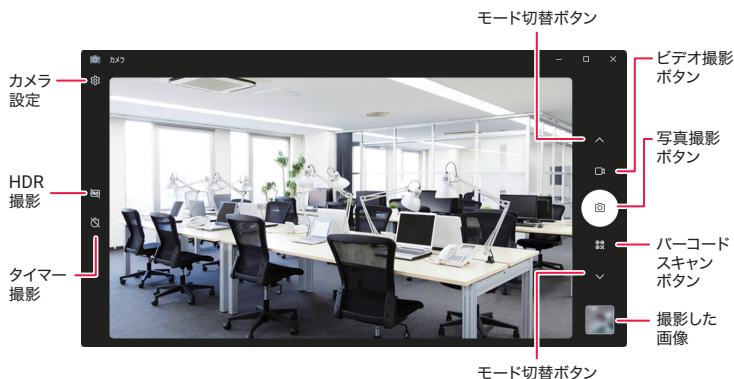 モード切替ボタン
カメラ
カメラ
設定
HDR
撮影
タイマー
撮影
ビデオ撮影
ボタン
写真撮影
ボタン
バーコード
スキャン
ボタン
撮影した
画像
モード切替ボタン